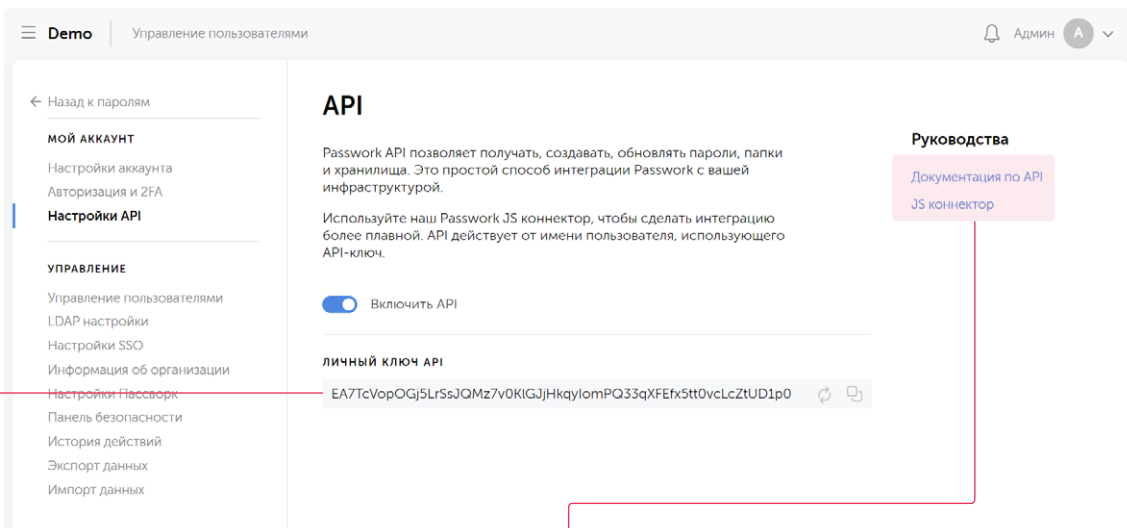 Demo
Управление пользователями
Админ
А
Назад к паролям
МОЙ АККАУНТ
Настройки аккаунта
Авторизация и 2FA
Настройки API
УПРАВЛЕНИЕ
Управление пользователями
LDAP настройки
Настройки SSO
Информация об организации
Настройки Пассворк
Панель безопасности
История действий
Экспорт данных
Импорт данных
API
Passwork API позволяет получать, создавать, обновлять пароли, папки
и хранилища. Это простой способ интеграции Passwork с вашей
инфраструктурой.
Используйте наш Passwork JS коннектор, чтобы сделать интеграцию
более плавной. API действует от имени пользователя, использующего
API-ключ.
Включить API
ЛИЧНЫЙ КЛЮЧ API
EA7TcVopOGj5LrSsJQMz7v0KlGJjHkqylomPQ33qXFEfx5tt0vcLcZtUD1p0
Руководства
Документация по API
JS коннектор